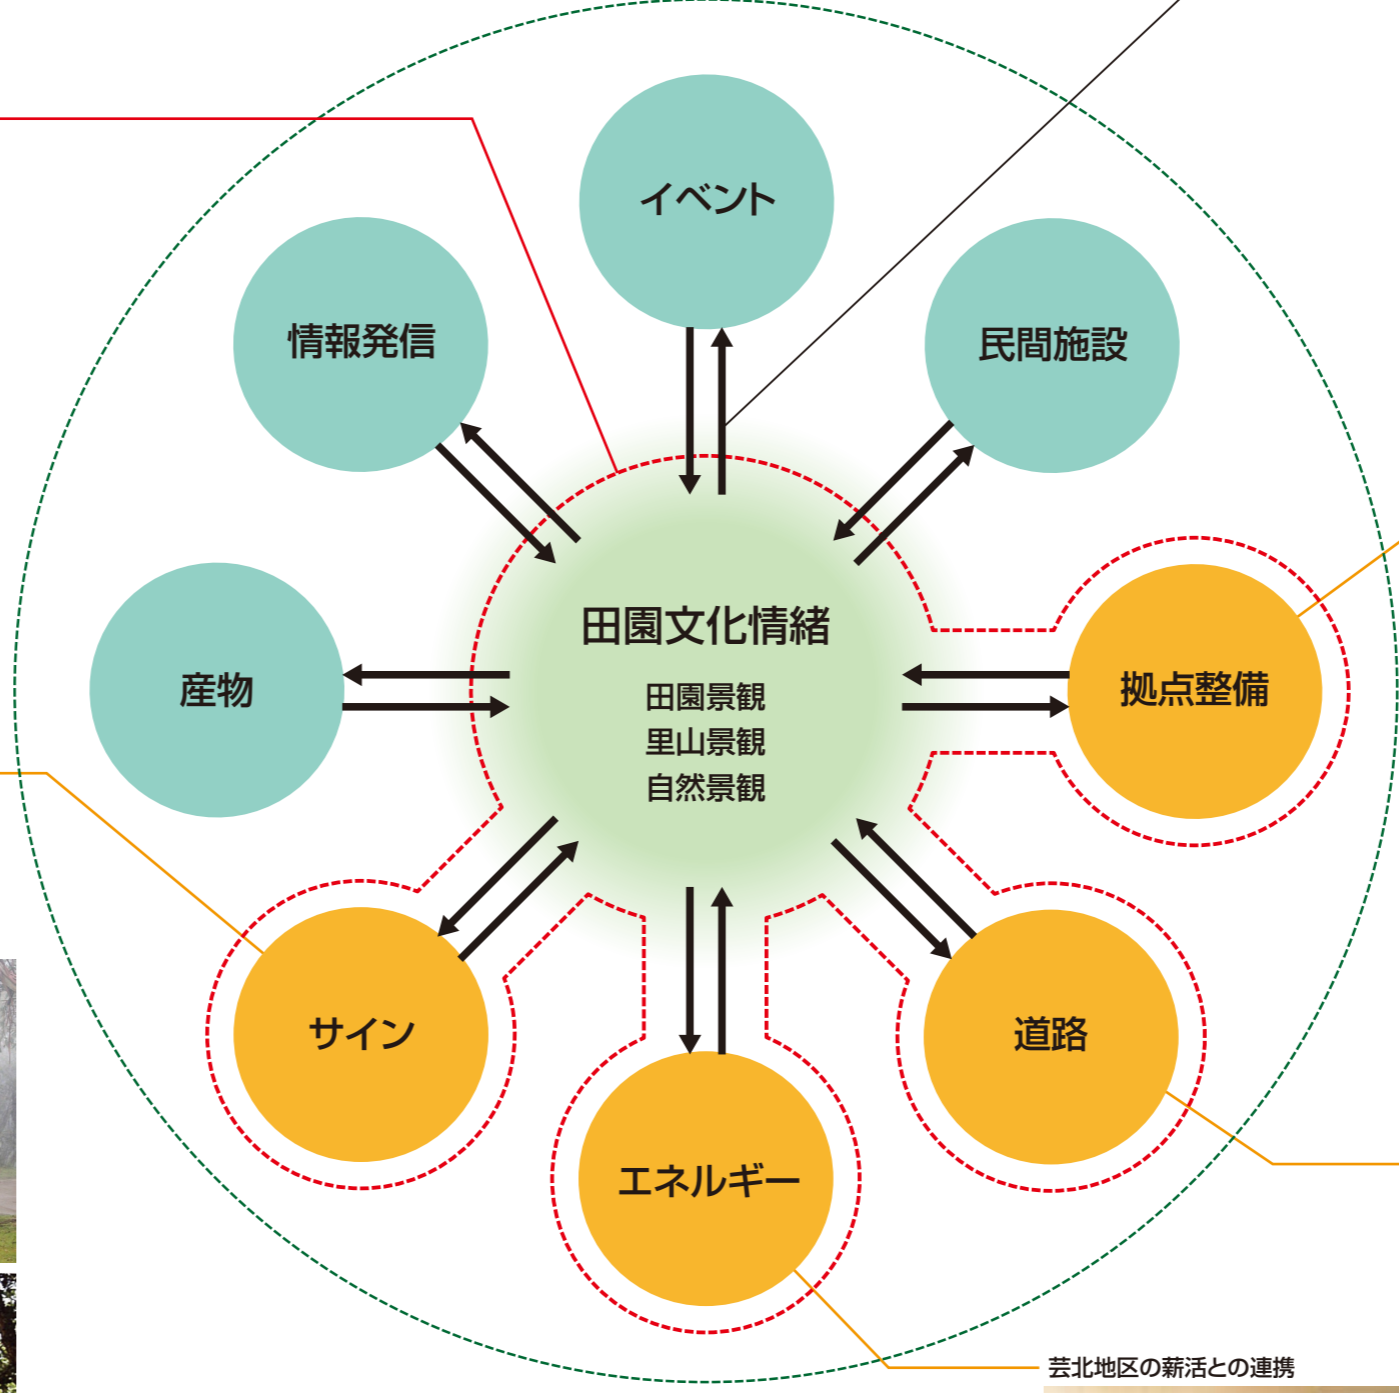 イベント
情報発信
民間施設
田園文化情緒
田園景観
里山景観
自然景観
産物
拠点整備
サイン
道路
エネルギー
芸北地区の薪活との連携